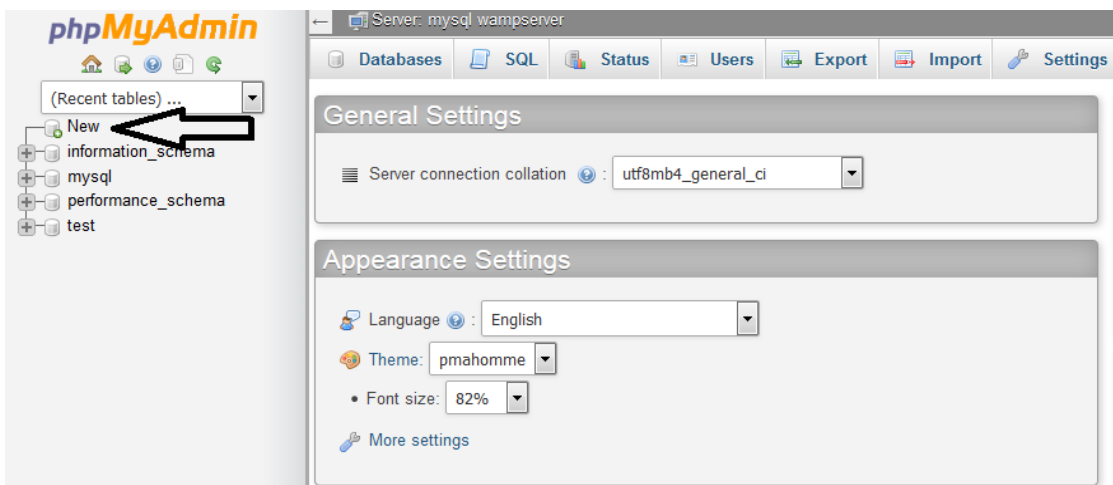 phpMyAdmin
(Recent tables) ...
New
information_schema
mysql
performance_schema
test
Server: mysql wampserver
Databases
SQL
Status
Users
Export
Import
Settings
General Settings
Server connection collation : utf8mb4_general_ci
Appearance Settings
Language : English
Theme: pmahomme
• Font size: 82%
More settings